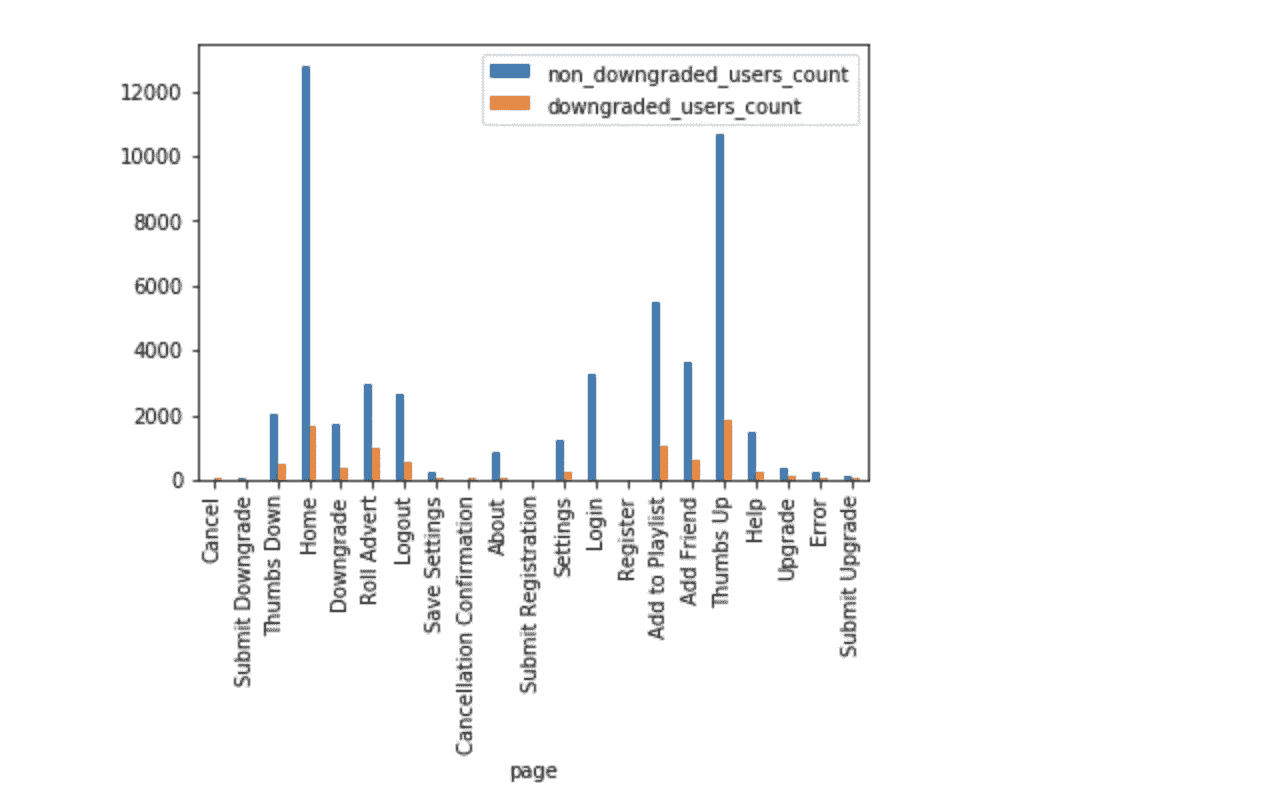 non_downgraded_users_count
downgraded_users_count
12000
10000
8000
6000
4000
2000
0
Cancel
Submit Downgrade
Thumbs Down
Home
Downgrade
Roll Advert
Logout
Save Settings
Cancellation Confirmation
About
Submit Registration
Settings
Login
Register
Add to Playlist
Add Friend
Thumbs Up
Help
Upgrade
Error
Submit Upgrade
page